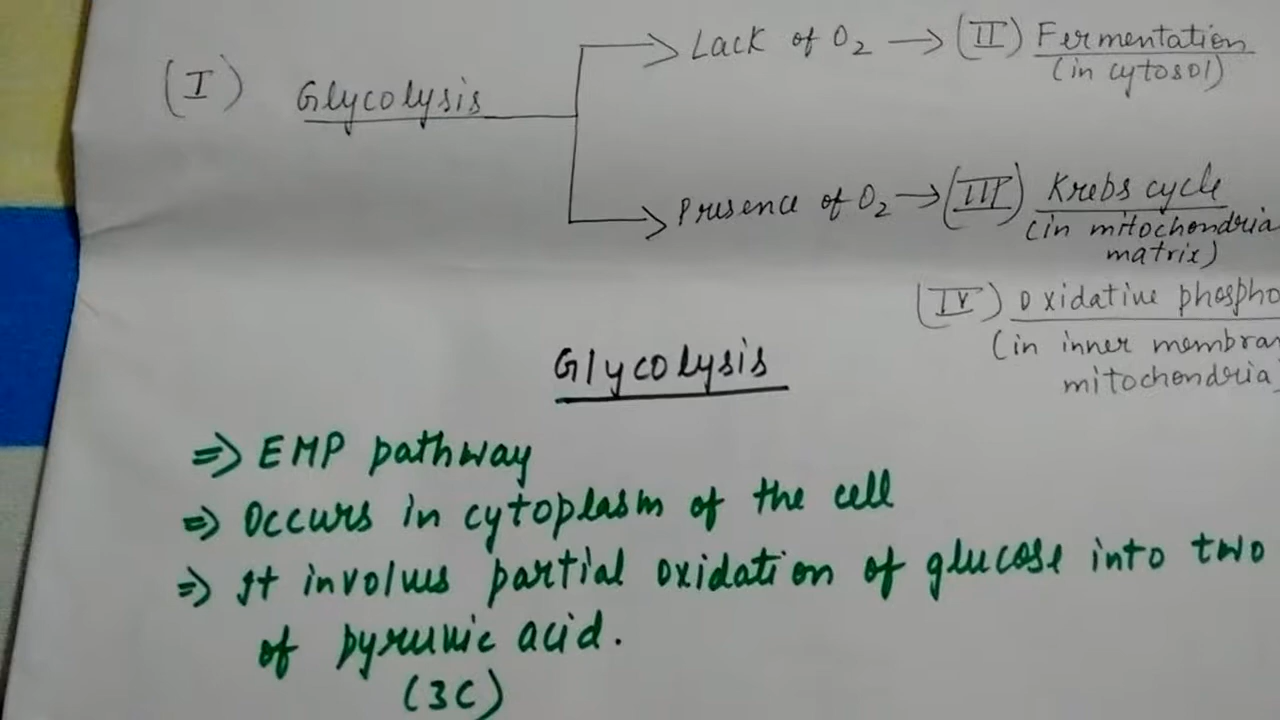 (I) Glycolysis
Lack of O2 → (II) Fermentation
(in cytosol)
Presence of O2 → (III) Krebs cycle
(in mitochondria
matrix)
(IV) Oxidative phospho
(in inner membran
mitochondria
Glycolysis
⇒ EMP pathway
⇒ Occurs in cytoplasm of the cell
⇒ It involves partial oxidation of glucose into two
of pyruvic acid.
(3C)